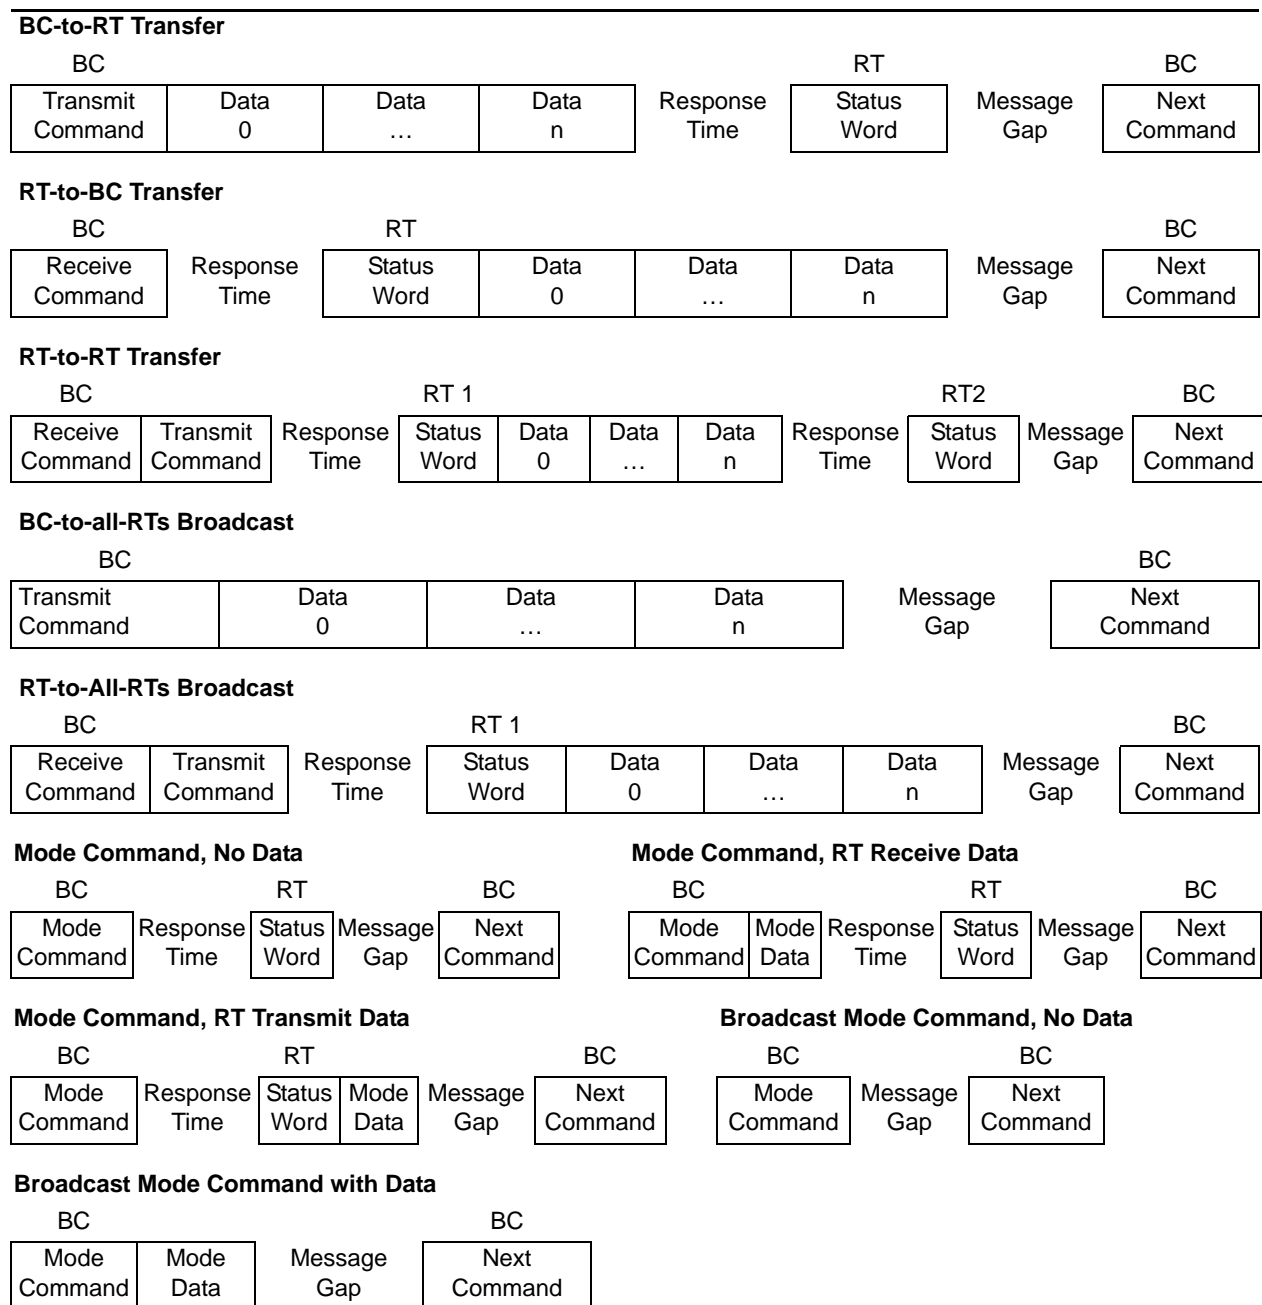 BC-to-RT Transfer
BC RT BC
Transmit Data Data Data Response Status Message Next
Command 0 … n Time Word Gap Command
RT-to-BC Transfer
BC RT BC
Receive Response Status Data Data Data Message Next
Command Time Word 0 … n Gap Command
RT-to-RT Transfer
BC RT 1 RT2 BC
Receive Transmit Response Status Data Data Data Response Status Message Next
Command Command Time Word 0 … n Time Word Gap Command
BC-to-all-RTs Broadcast
BC BC
Transmit Data Data Data Message Next
Command 0 … n Gap Command
RT-to-All-RTs Broadcast
BC RT 1 BC
Receive Transmit Response Status Data Data Data Message Next
Command Command Time Word 0 … n Gap Command
Mode Command, No Data Mode Command, RT Receive Data
BC RT BC BC RT BC
Mode Response Status Message Next Mode Mode Response Status Message Next
Command Time Word Gap Command Command Data Time Word Gap Command
Mode Command, RT Transmit Data Broadcast Mode Command, No Data
BC RT BC BC BC
Mode Response Status Mode Message Next Mode Message Next
Command Time Word Data Gap Command Command Gap Command
Broadcast Mode Command with Data
BC BC
Mode Mode Message Next
Command Data Gap Command